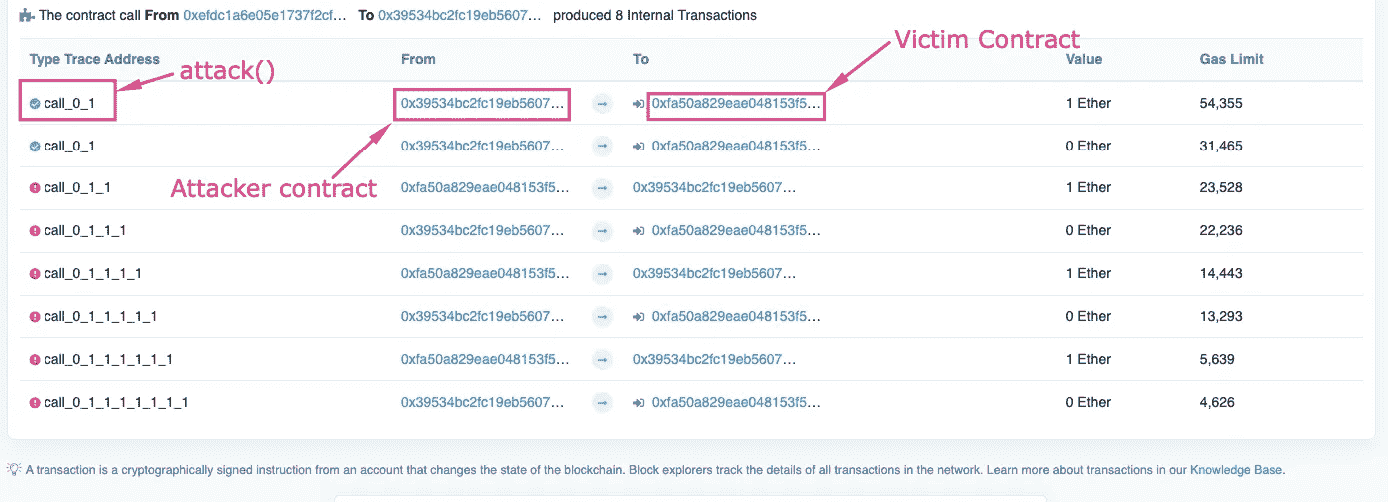 The contract call From 0xefdc1a6e05e1737f2cf... To 0x39534bc2fc19eb5607... produced 8 Internal Transactions
Victim Contract
Type Trace Address From To Value Gas Limit
attack()
call_0_1 0x39534bc2fc19eb5607... 0xfa50a829eae048153f5... 1 Ether 54,355
call_0_1 0x39534bc2fc19eb5607... 0xfa50a829eae048153f5... 0 Ether 31,465
call_0_1_1 0xfa50a829eae048153f5... 0x39534bc2fc19eb5607... 1 Ether 23,528
Attacker contract
call_0_1_1_1 0x39534bc2fc19eb5607... 0xfa50a829eae048153f5... 0 Ether 22,236
call_0_1_1_1_1 0xfa50a829eae048153f5... 0x39534bc2fc19eb5607... 1 Ether 14,443
call_0_1_1_1_1_1 0x39534bc2fc19eb5607... 0xfa50a829eae048153f5... 0 Ether 13,293
call_0_1_1_1_1_1_1 0xfa50a829eae048153f5... 0x39534bc2fc19eb5607... 1 Ether 5,639
call_0_1_1_1_1_1_1_1 0x39534bc2fc19eb5607... 0xfa50a829eae048153f5... 0 Ether 4,626
A transaction is a cryptographically signed instruction from an account that changes the state of the blockchain. Block explorers track the details of all transactions in the network. Learn more about transactions in our Knowledge Base.